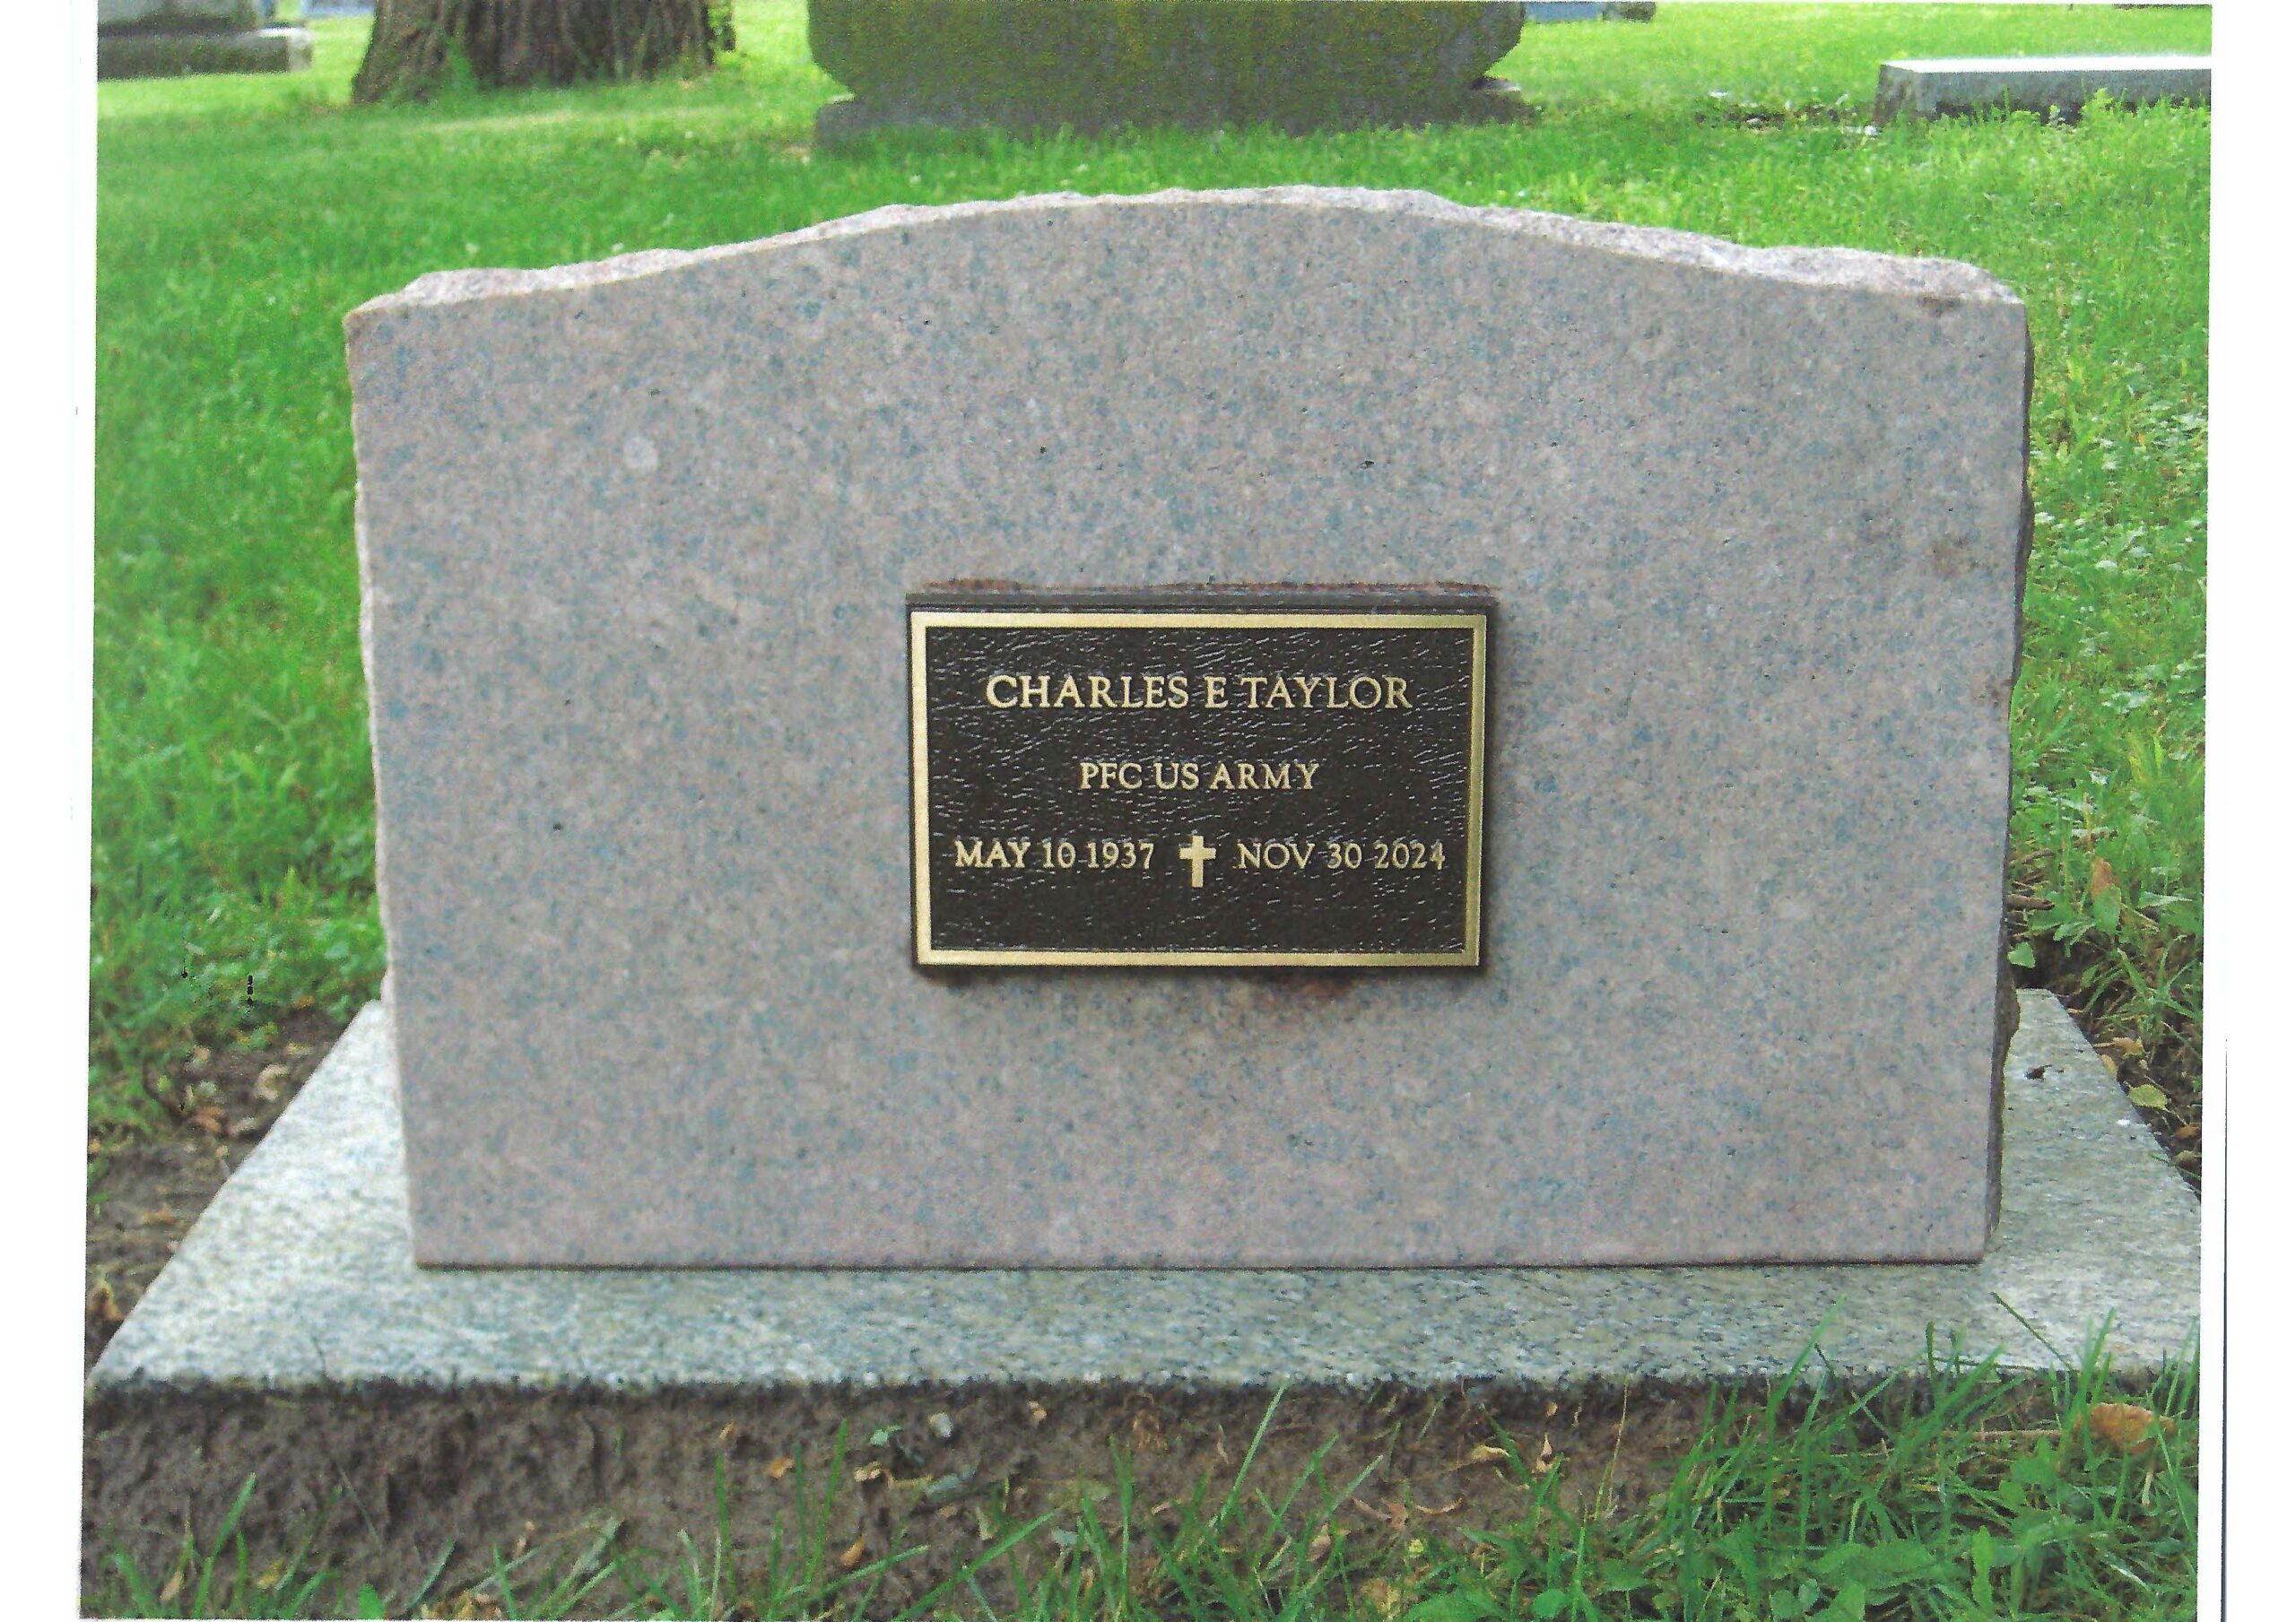 CHARLES E TAYLOR
PFC US ARMY
MAY 10 1937 ✝ NOV 30 2024